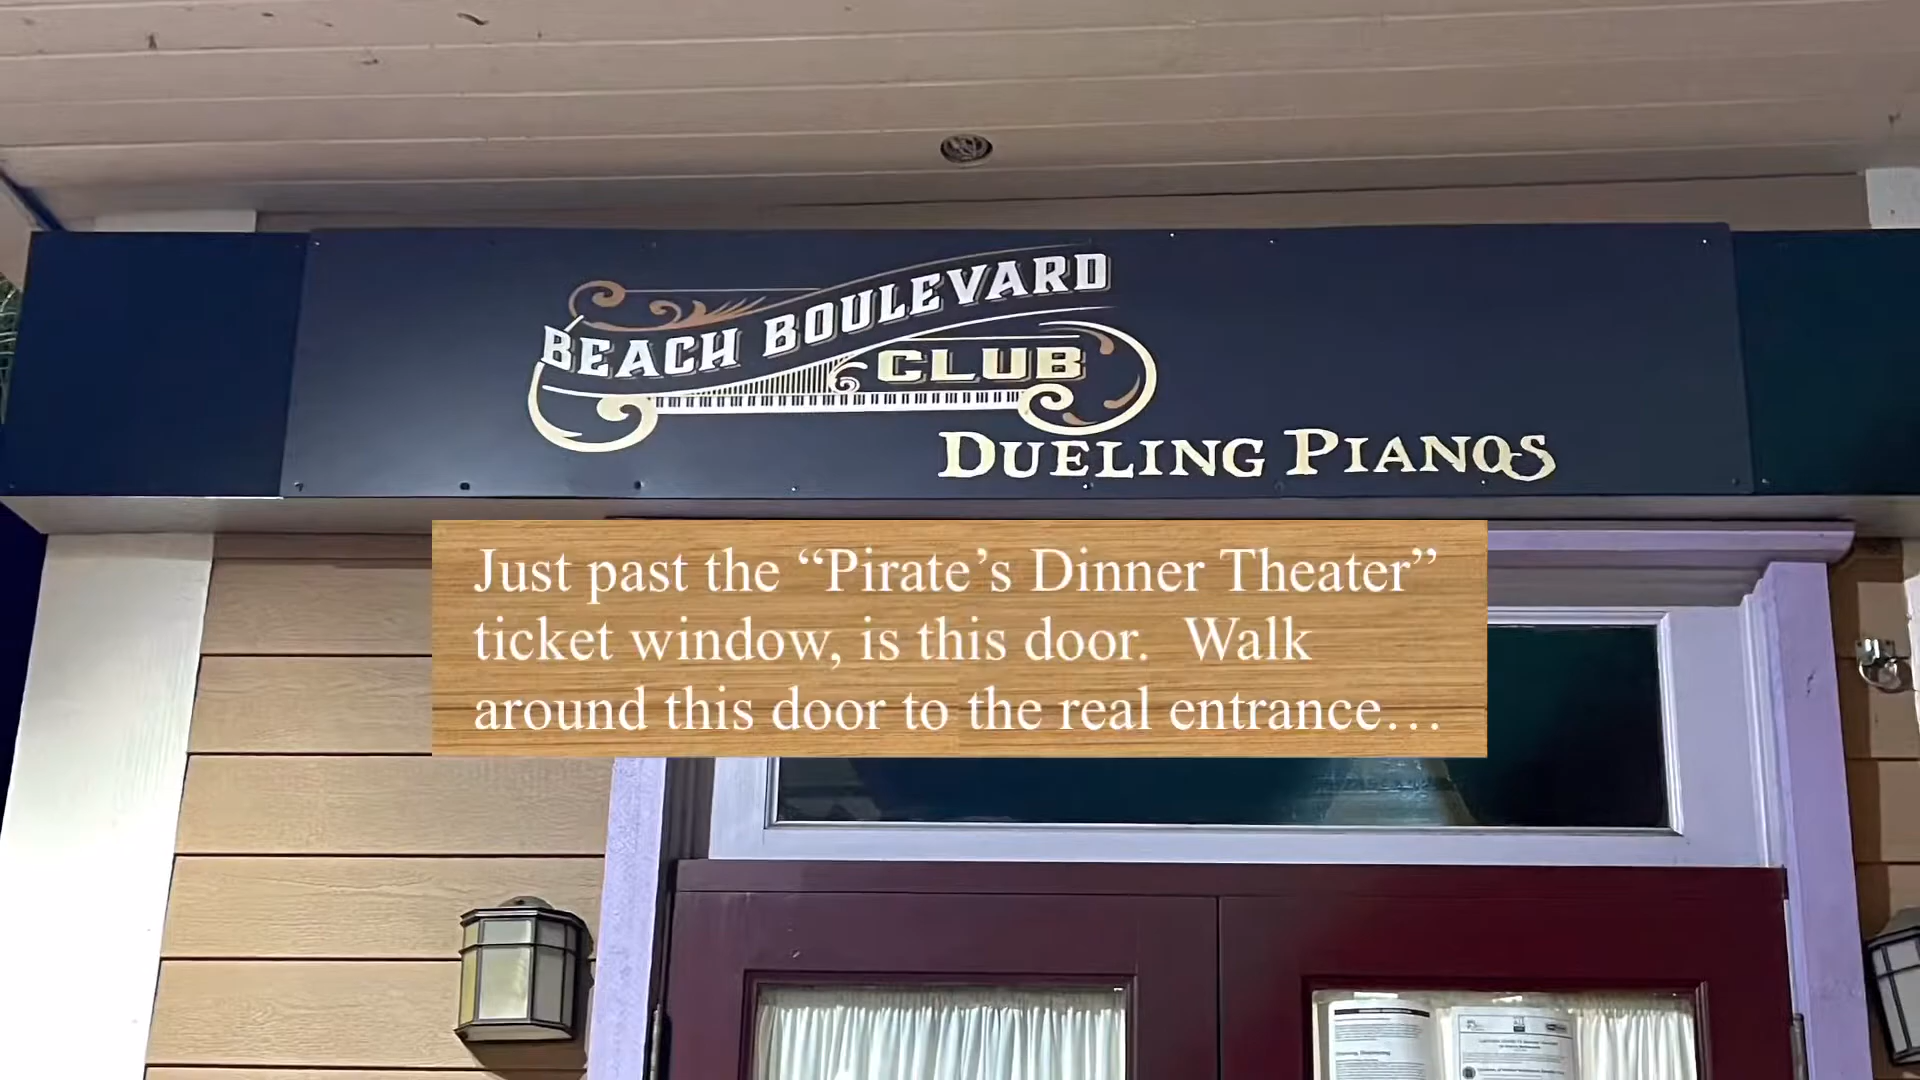 BEACH BOULEVARD
CLUB
DUELING PIANOS
Just past the “Pirate’s Dinner Theater”
ticket window, is this door.  Walk
around this door to the real entrance…